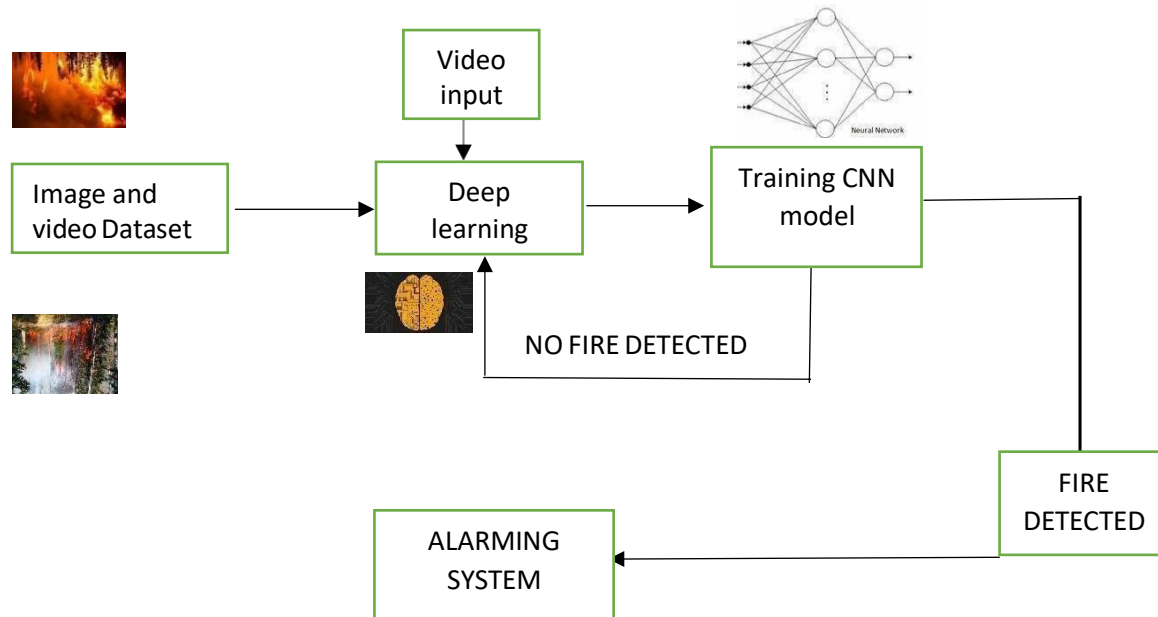 Video
input
Neural Network
Image and
video Dataset
Deep
learning
Training CNN
model
NO FIRE DETECTED
FIRE
DETECTED
ALARMING
SYSTEM